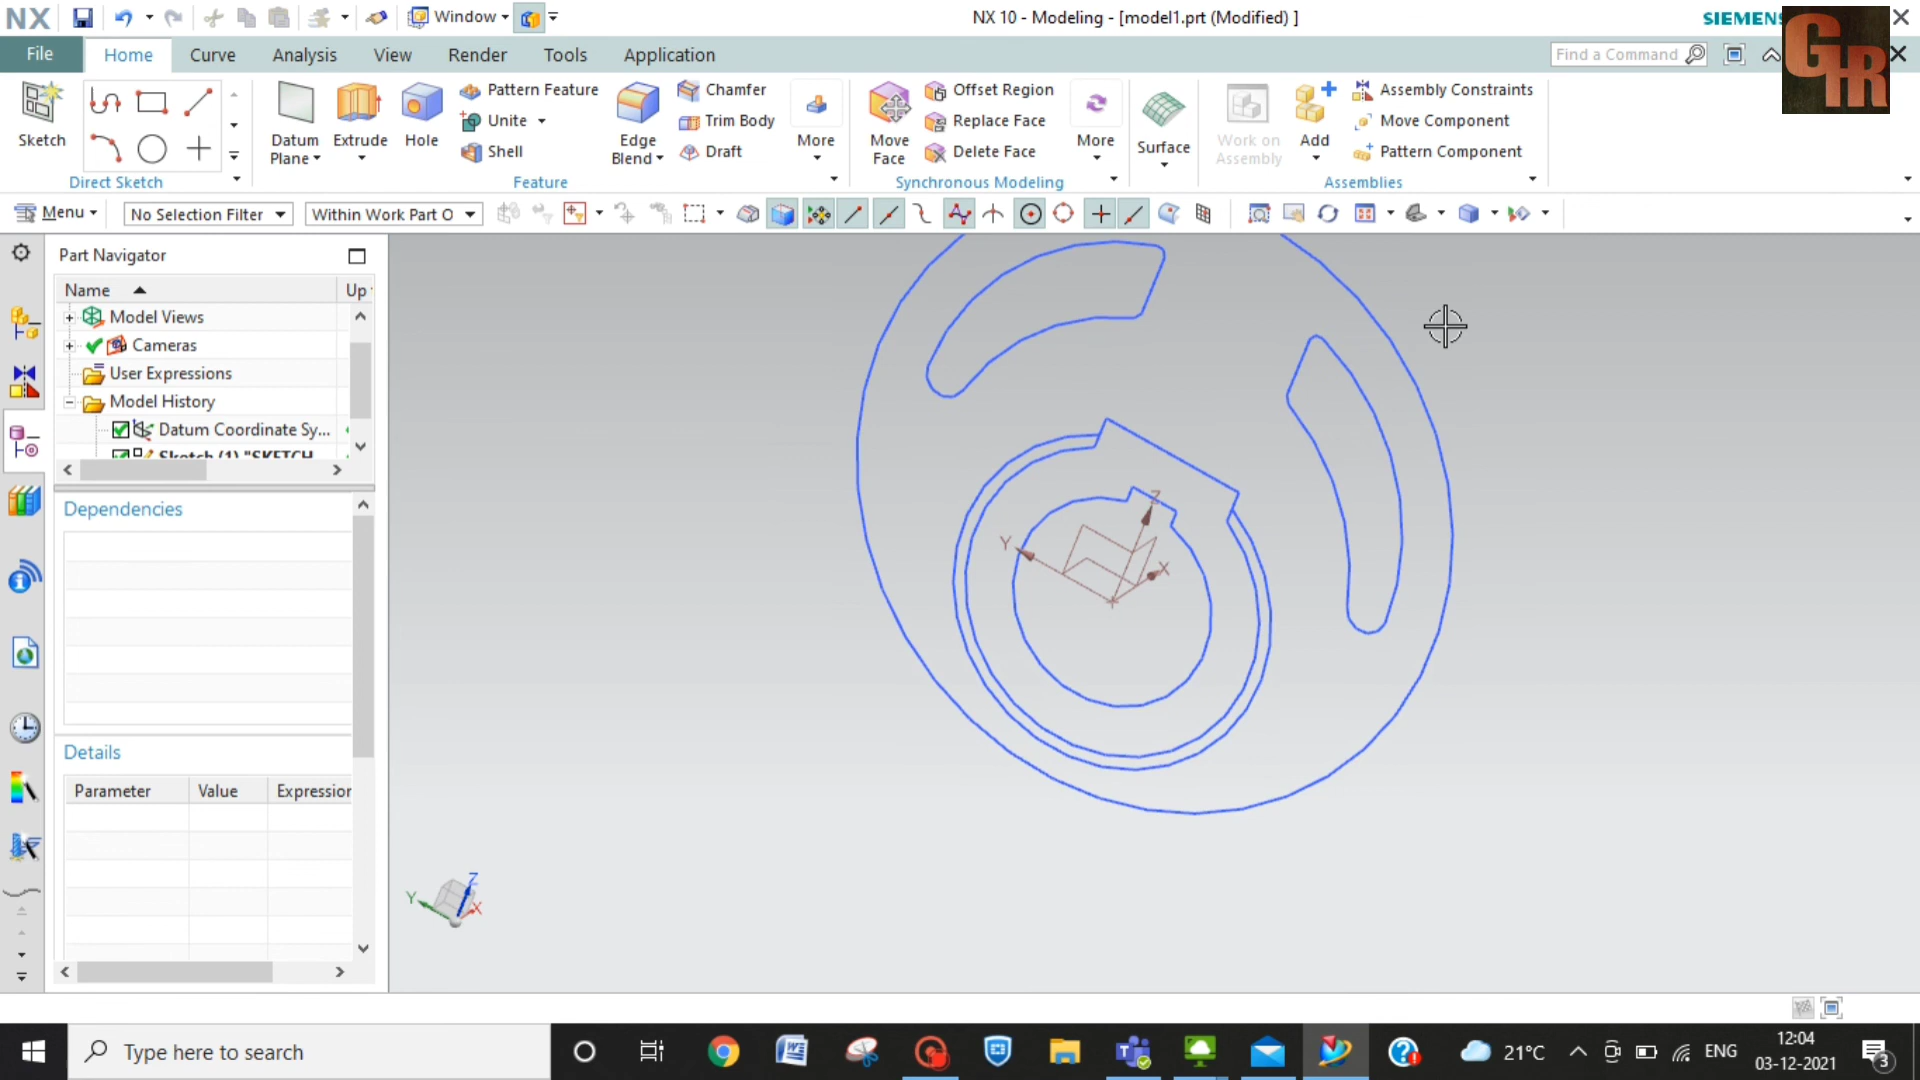 NX
Window
NX 10 - Modeling - [model1.prt (Modified) ]
SIEMENS
GHR
File
Home
Curve
Analysis
View
Render
Tools
Application
Find a Command
Sketch
Direct Sketch
Datum
Plane
Extrude
Hole
Pattern Feature
Unite
Shell
Edge
Blend
Chamfer
Trim Body
Draft
More
Feature
Move
Face
Offset Region
Replace Face
Delete Face
More
Synchronous Modeling
Surface
Work on
Assembly
Add
Assembly Constraints
Move Component
Pattern Component
Assemblies
Menu
No Selection Filter
Within Work Part O
Part Navigator
Name
Up
Model Views
Cameras
User Expressions
Model History
Datum Coordinate Sy...
Sketch (1) "SKETCH
Dependencies
Details
Parameter
Value
Expression
Z
Y
X
Z
Y
X
Type here to search
21°C
ENG
12:04
03-12-2021
3